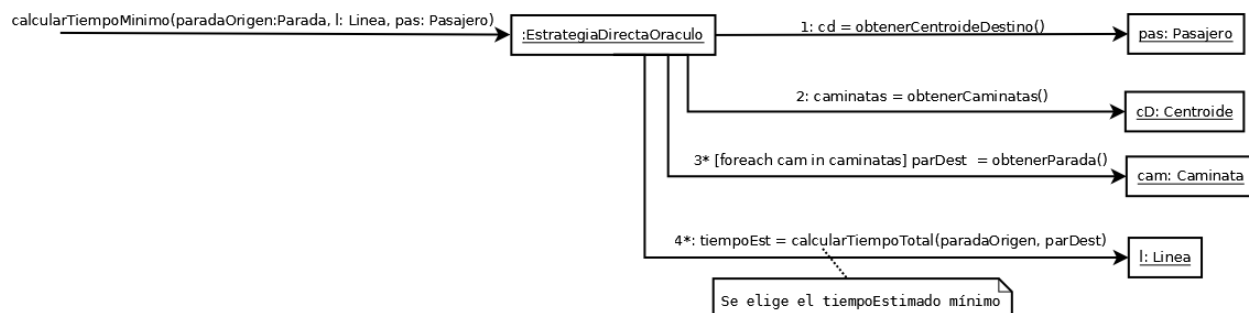 calcularTiempoMinimo(paradaOrigen:Parada, l: Linea, pas: Pasajero)
:EstrategiaDirectaOraculo
1: cd = obtenerCentroideDestino()
pas: Pasajero
2: caminatas = obtenerCaminatas()
cD: Centroide
3* [foreach cam in caminatas] parDest = obtenerParada()
cam: Caminata
4*: tiempoEst = calcularTiempoTotal(paradaOrigen, parDest)
l: Linea
Se elige el tiempoEstimado mínimo